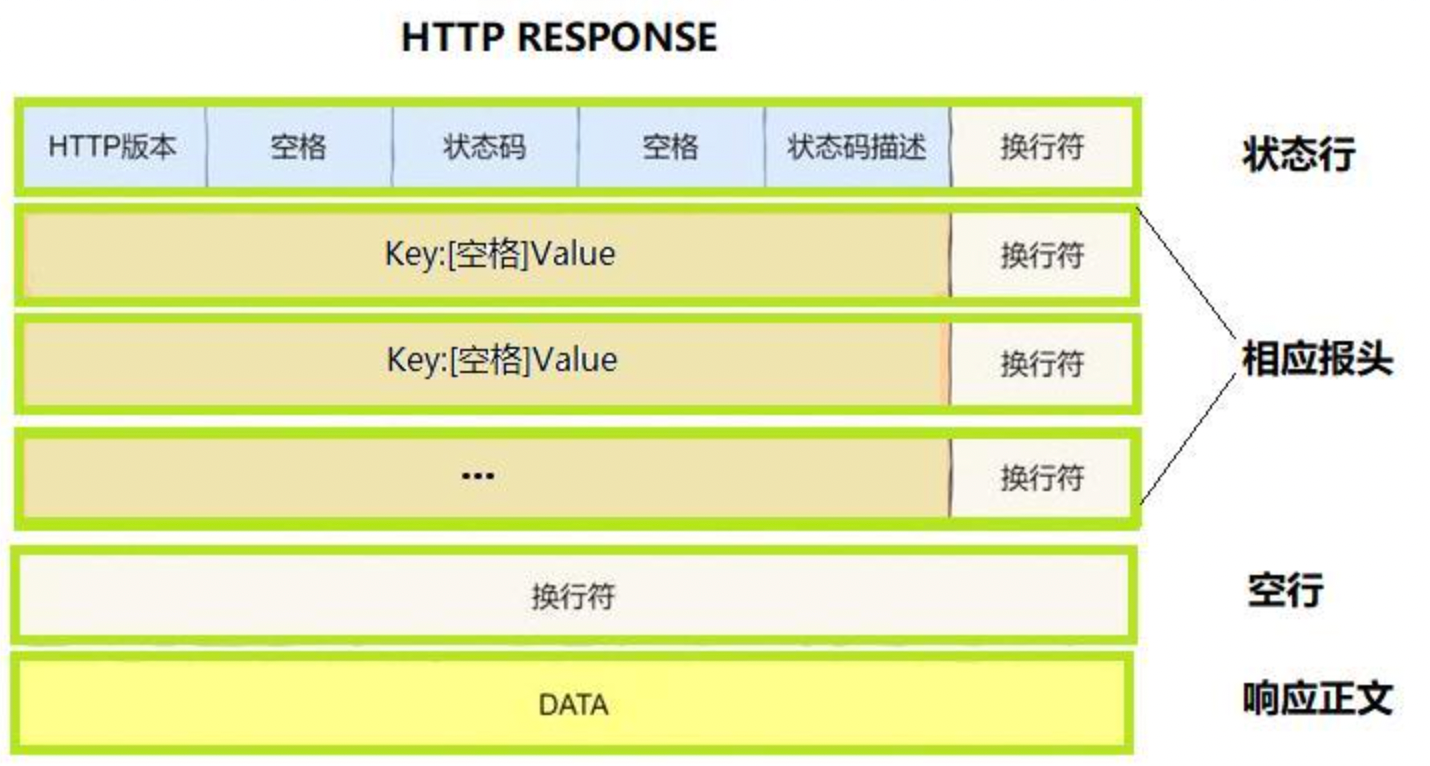 HTTP RESPONSE
HTTP版本 空格 状态码 空格 状态码描述 换行符 状态行
Key:[空格]Value 换行符
Key:[空格]Value 换行符 相应报头
... 换行符
换行符 空行
DATA 响应正文